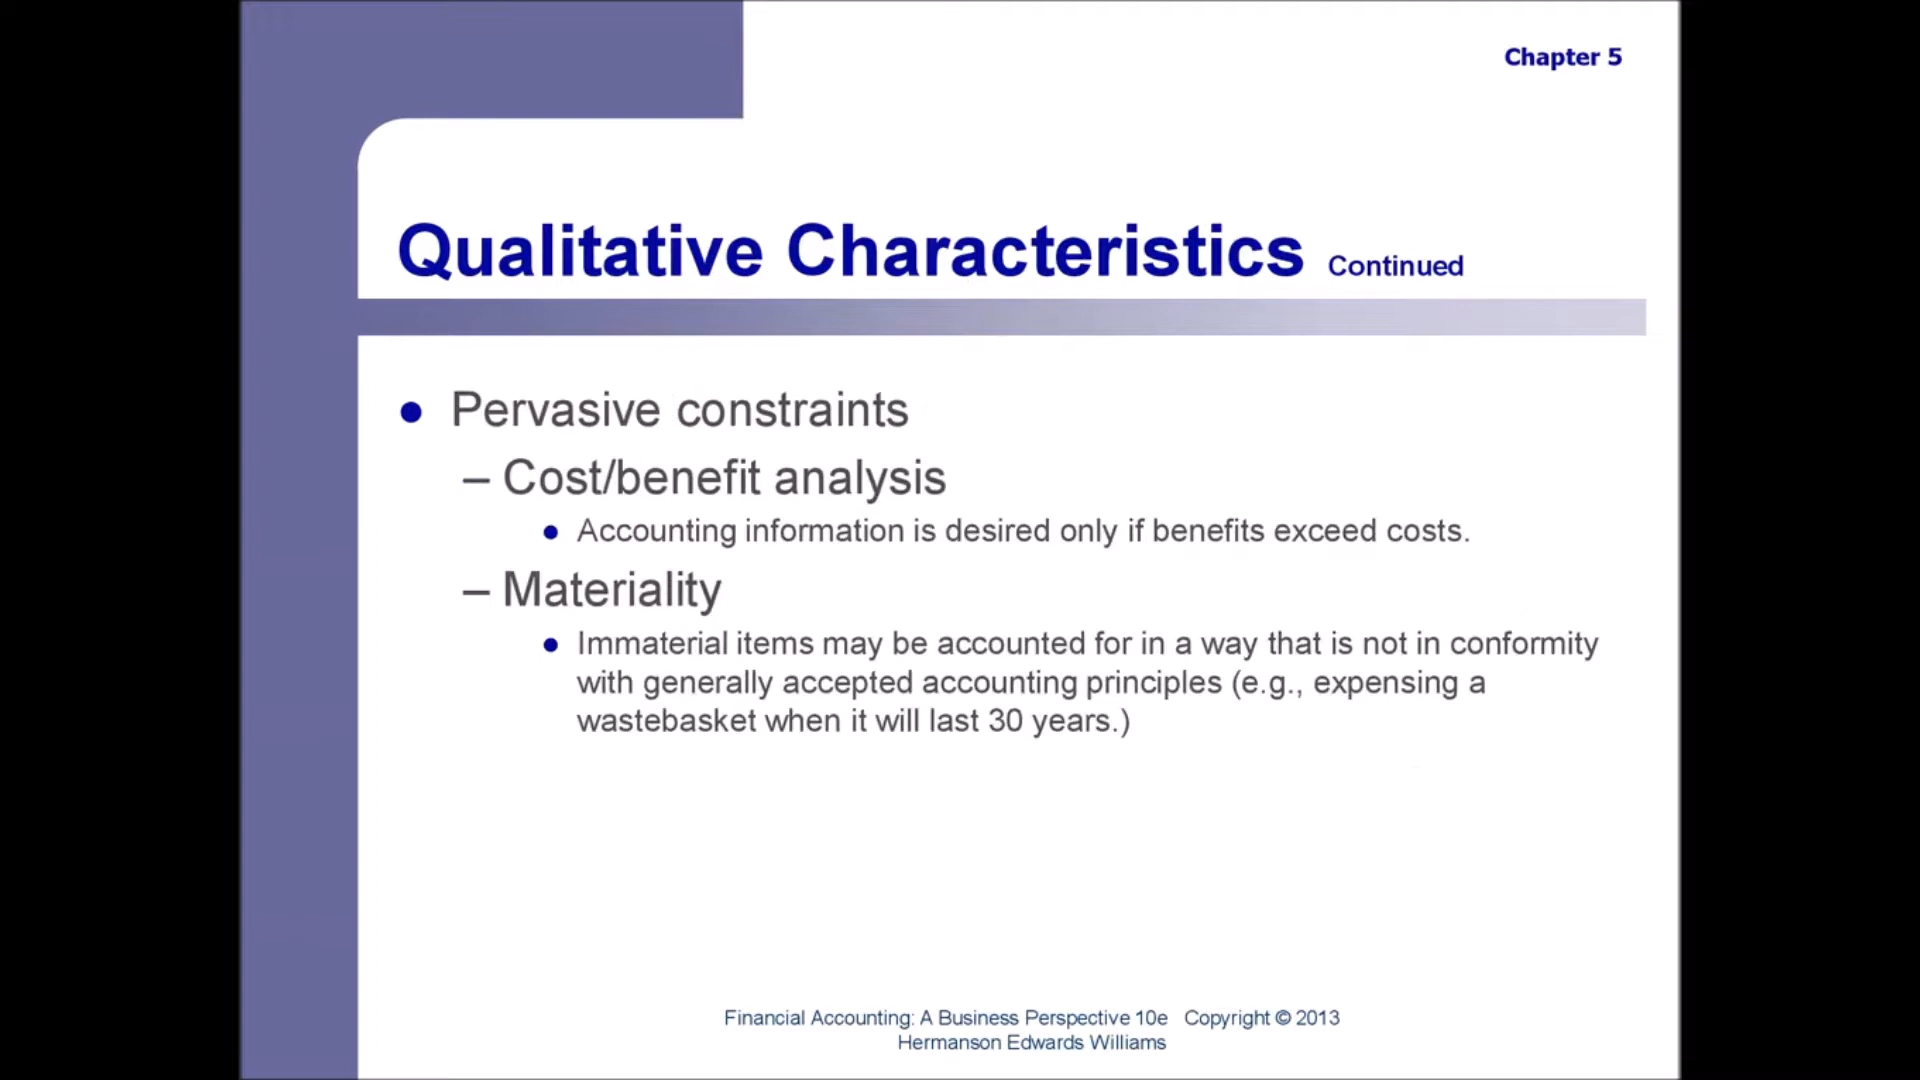 Chapter 5
Qualitative Characteristics Continued
● Pervasive constraints
– Cost/benefit analysis
● Accounting information is desired only if benefits exceed costs.
– Materiality
● Immaterial items may be accounted for in a way that is not in conformity
with generally accepted accounting principles (e.g., expensing a
wastebasket when it will last 30 years.)
Financial Accounting: A Business Perspective 10e Copyright © 2013
Hermanson Edwards Williams